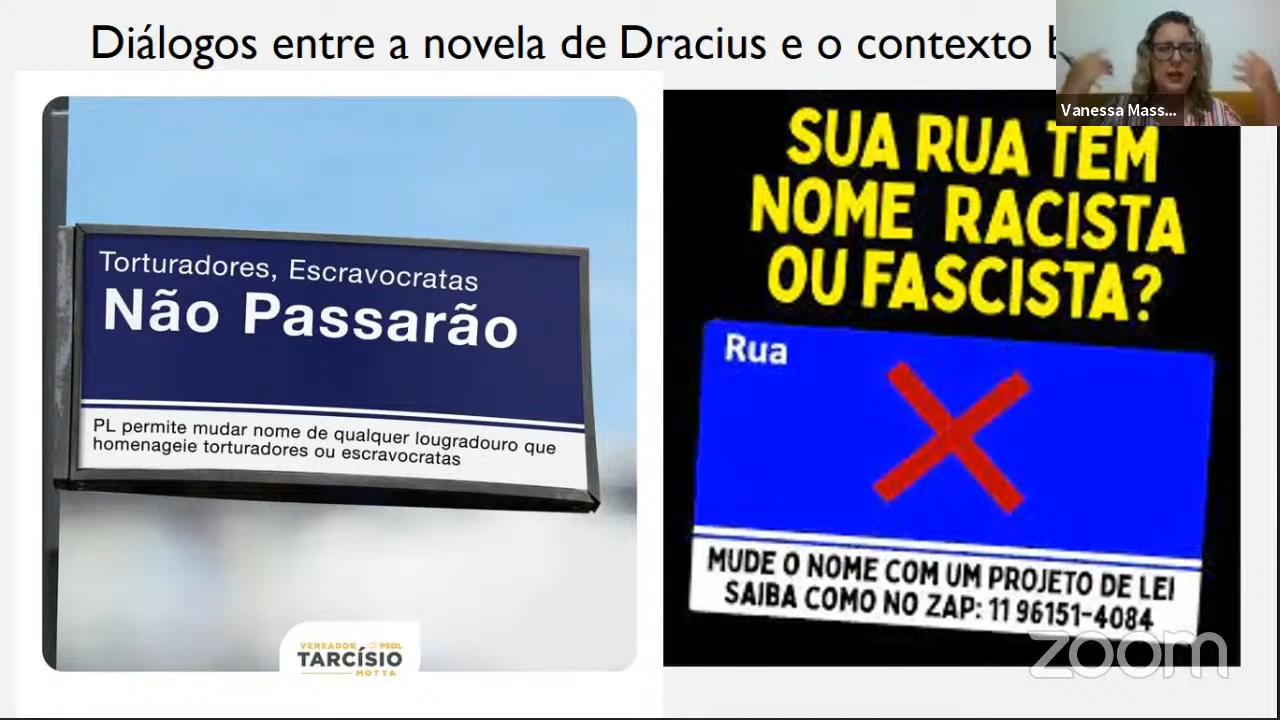 Diálogos entre a novela de Dracius e o contexto
Vanessa Mass...
Torturadores, Escravocratas
Não Passarão
PL permite mudar nome de qualquer lougradouro que
homenageie torturadores ou escravocratas
VEREADOR PSOL
TARCÍSIO
MOTTA
SUA RUA TEM
NOME RACISTA
OU FASCISTA?
Rua
MUDE O NOME COM UM PROJETO DE LEI
SAIBA COMO NO ZAP: 11 96151-4084
zoom